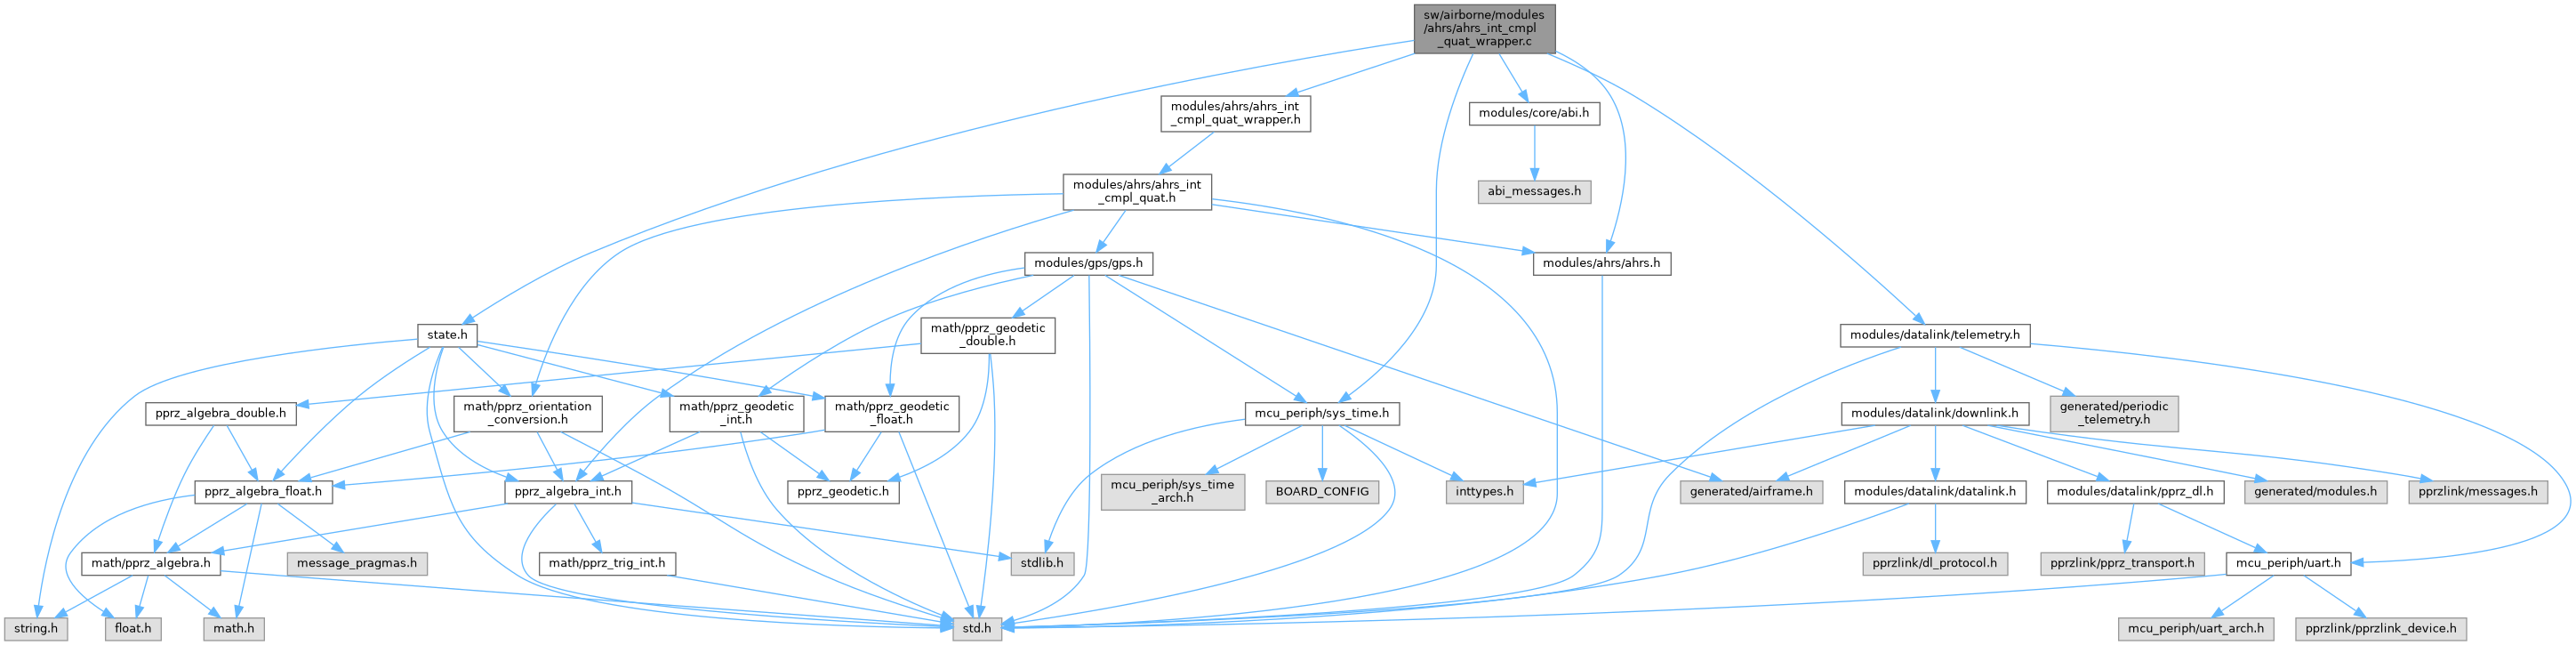 sw/airborne/modules
/ahrs/ahrs_int_cmpl
_quat_wrapper.c
modules/ahrs/ahrs_int
_cmpl_quat_wrapper.h
modules/core/abi.h
modules/ahrs/ahrs_int
_cmpl_quat.h
abi_messages.h
modules/gps/gps.h
modules/ahrs/ahrs.h
state.h
math/pprz_geodetic
_double.h
modules/datalink/telemetry.h
pprz_algebra_double.h
math/pprz_orientation
_conversion.h
math/pprz_geodetic
_int.h
math/pprz_geodetic
_float.h
mcu_periph/sys_time.h
modules/datalink/downlink.h
generated/periodic
_telemetry.h
pprz_algebra_float.h
pprz_algebra_int.h
pprz_geodetic.h
mcu_periph/sys_time
_arch.h
BOARD_CONFIG
inttypes.h
generated/airframe.h
modules/datalink/datalink.h
modules/datalink/pprz_dl.h
generated/modules.h
pprzlink/messages.h
math/pprz_algebra.h
message_pragmas.h
math/pprz_trig_int.h
stdlib.h
pprzlink/dl_protocol.h
pprzlink/pprz_transport.h
mcu_periph/uart.h
string.h
float.h
math.h
std.h
mcu_periph/uart_arch.h
pprzlink/pprzlink_device.h